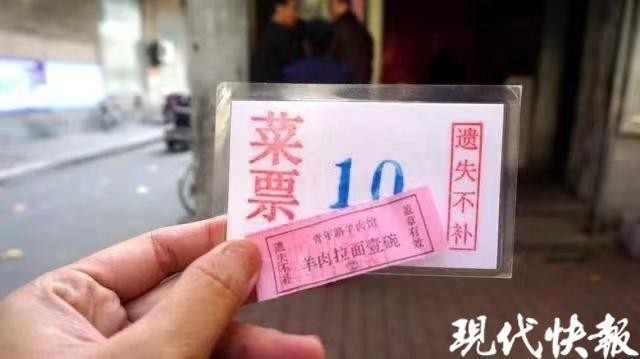 菜票
10
遗失不补
青年路羊肉馆
羊肉拉面壹碗
盖章有效
遗失不补
现代快報